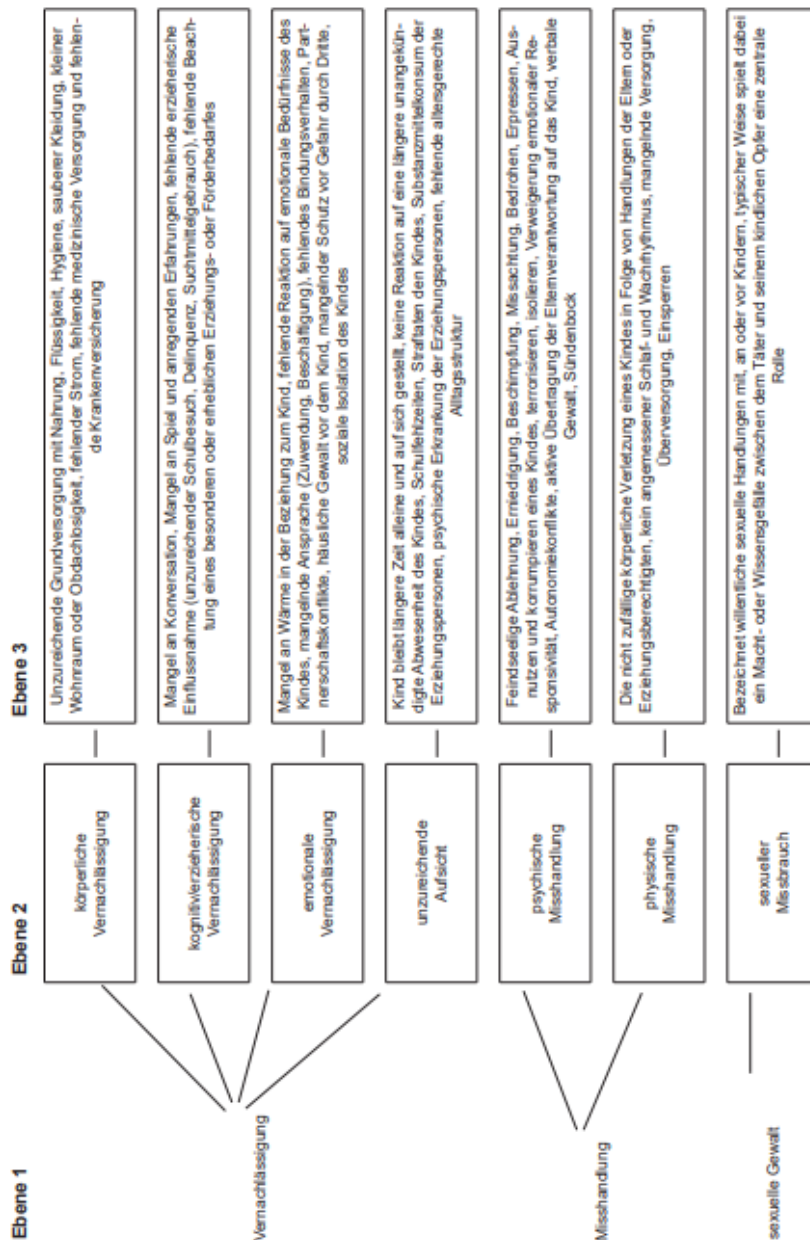 Ebene 1
Ebene 2
Ebene 3
Vernachlässigung
körperliche
Vernachlässigung
Unzureichende Grundversorgung mit Nahrung, Flüssigkeit, Hygiene, sauberer Kleidung, kleiner
Wohnraum oder Obdachlosigkeit, fehlender Strom, fehlende medizinische Versorgung und fehlen-
de Krankenversicherung
kognitiv/erzieherische
Vernachlässigung
Mangel an Konversation, Mangel an Spiel und anregenden Erfahrungen, fehlende erzieherische
Einflussnahme (unzureichender Schulbesuch, Delinquenz, Suchtmittelgebrauch), fehlende Beach-
tung eines besonderen oder erheblichen Erziehungs- oder Förderbedarfes
emotionale
Vernachlässigung
Mangel an Wärme in der Beziehung zum Kind, fehlende Reaktion auf emotionale Bedürfnisse des
Kindes, mangelnde Ansprache (Zuwendung, Beschäftigung), fehlendes Bindungsverhalten, Part-
nerschaftskonflikte, häusliche Gewalt vor dem Kind, mangelnder Schutz vor Gefahr durch Dritte,
soziale Isolation des Kindes
unzureichende
Aufsicht
Kind bleibt längere Zeit alleine und auf sich gestellt, keine Reaktion auf eine längere unangekün-
digte Abwesenheit des Kindes, Schulfehlzeiten, Straftaten den Kindes, Substanzmittelkonsum der
Erziehungspersonen, psychische Erkrankung der Erziehungspersonen, fehlende altersgerechte
Alltagsstruktur
Misshandlung
psychische
Misshandlung
Feindseelige Ablehnung, Erniedrigung, Beschimpfung, Missachtung, Bedrohen, Erpressen, Aus-
nutzen und korrumpieren eines Kindes, terrorisieren, isolieren, Verweigerung emotionaler Re-
sponsivität, Autonomiekonflikte, aktive Übertragung der Elternverantwortung auf das Kind, verbale
Gewalt, Sündenbock
physische
Misshandlung
Die nicht zufällige körperliche Verletzung eines Kindes in Folge von Handlungen der Eltern oder
Erziehungsberechtigten, kein angemessener Schlaf- und Wachrhythmus, mangelnde Versorgung,
Überversorgung, Einsperren
sexuelle Gewalt
sexueller
Missbrauch
Bezeichnet willentliche sexuelle Handlungen mit, an oder vor Kindern, typischer Weise spielt dabei
ein Macht- oder Wissensgefälle zwischen dem Täter und seinem kindlichen Opfer eine zentrale
Rolle